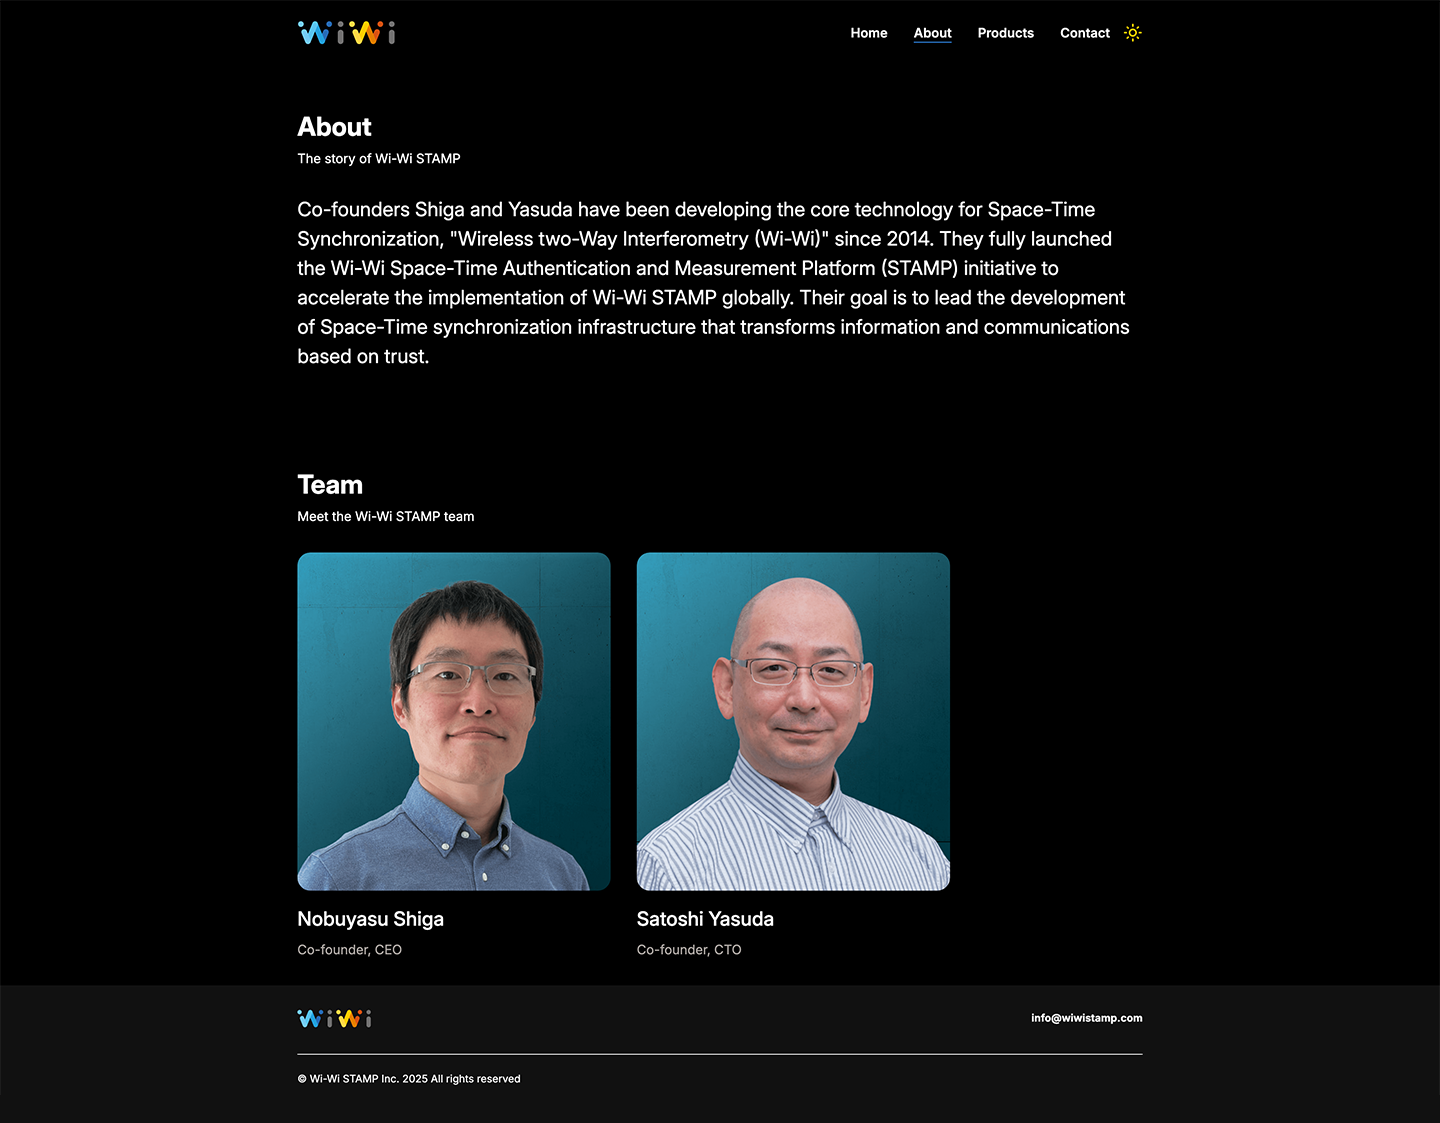 WiWi
Home
About
Products
Contact
About
The story of Wi-Wi STAMP
Co-founders Shiga and Yasuda have been developing the core technology for Space-Time
Synchronization, "Wireless two-Way Interferometry (Wi-Wi)" since 2014. They fully launched
the Wi-Wi Space-Time Authentication and Measurement Platform (STAMP) initiative to
accelerate the implementation of Wi-Wi STAMP globally. Their goal is to lead the development
of Space-Time synchronization infrastructure that transforms information and communications
based on trust.
Team
Meet the Wi-Wi STAMP team
Nobuyasu Shiga
Co-founder, CEO
Satoshi Yasuda
Co-founder, CTO
WiWi
info@wiwistamp.com
© Wi-Wi STAMP Inc. 2025 All rights reserved